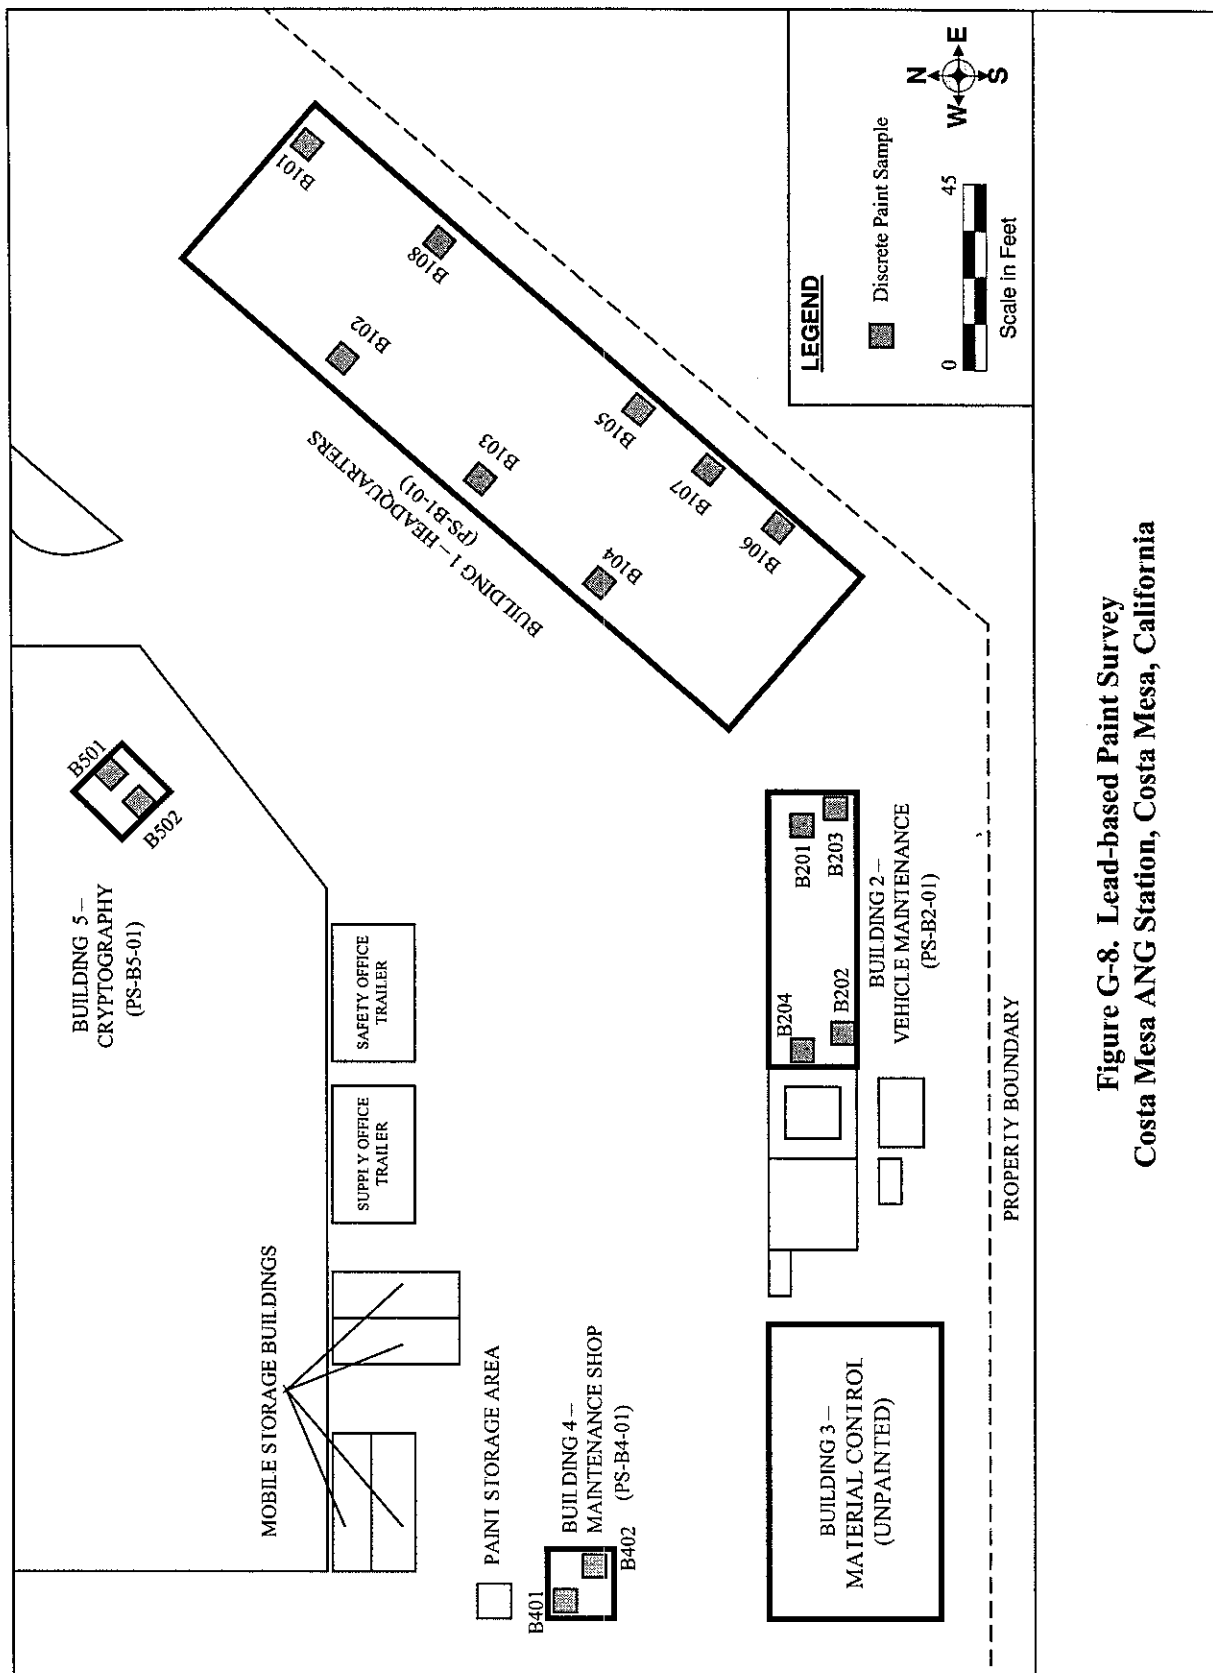 BUILDING 5 –
CRYPTOGRAPHY
(PS-B5-01)
B501
B502
MOBILE STORAGE BUILDINGS
SUPPLY OFFICE
TRAILER
SAFETY OFFICE
TRAILER
PAINT STORAGE AREA
B401
BUILDING 4 –
MAINTENANCE SHOP
(PS-B4-01)
B402
BUILDING 1 – HEADQUARTERS
(PS-B1-01)
B101
B102
B103
B104
B108
B105
B107
B106
BUILDING 3 –
MATERIAL CONTROL
(UNPAINTED)
B204
B201
B202
B203
BUILDING 2 –
VEHICLE MAINTENANCE
(PS-B2-01)
PROPERTY BOUNDARY
LEGEND
Discrete Paint Sample
0 45
Scale in Feet
N
W E
S
Figure G-8. Lead-based Paint Survey
Costa Mesa ANG Station, Costa Mesa, California